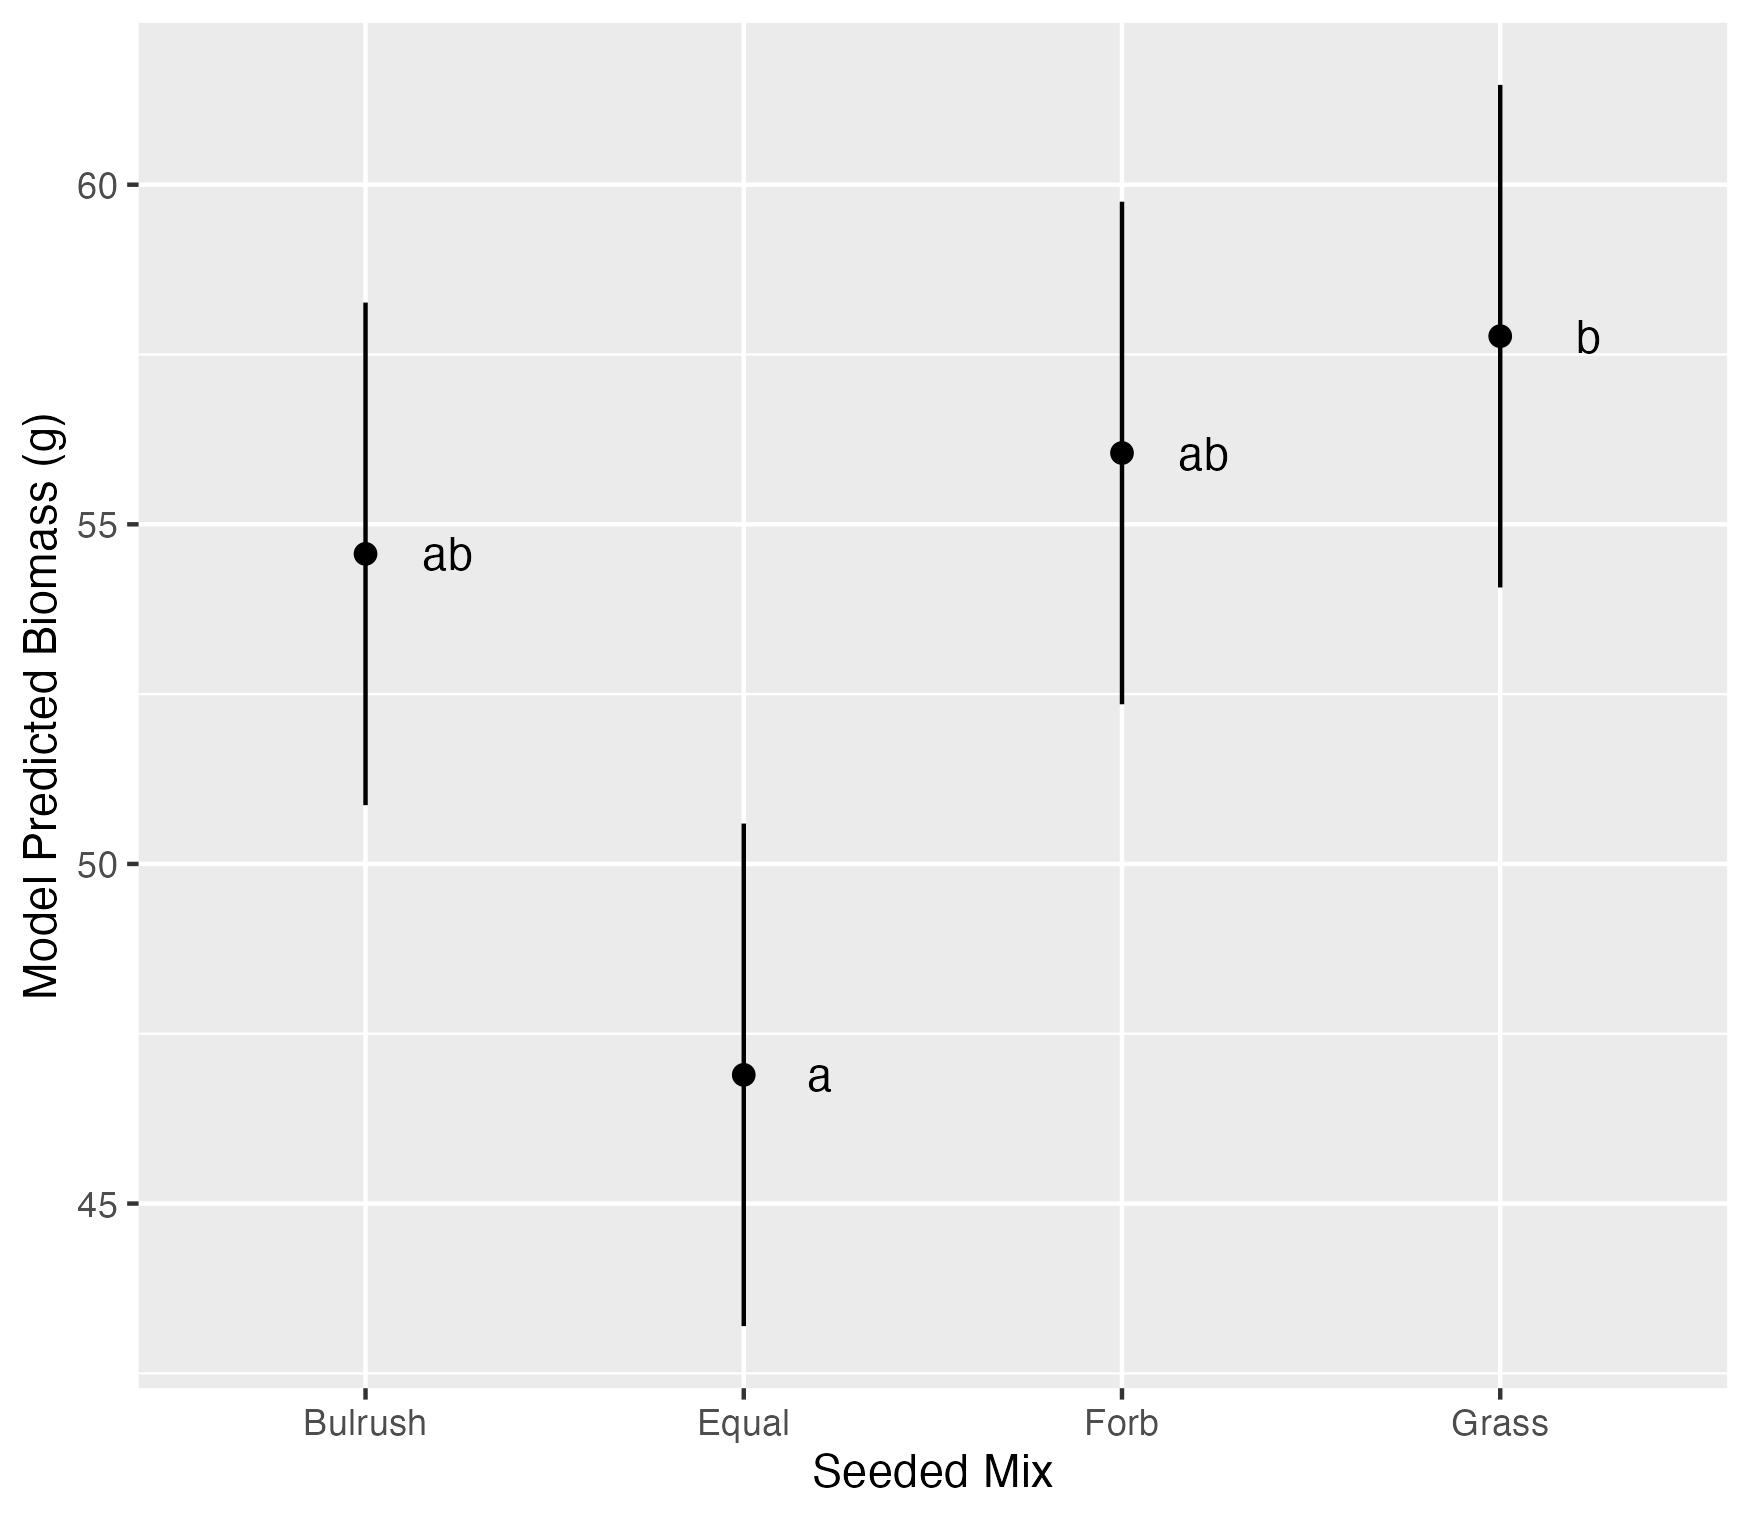 Model Predicted Biomass (g)
60
55
50
45
ab
a
ab
b
Bulrush
Equal
Forb
Grass
Seeded Mix